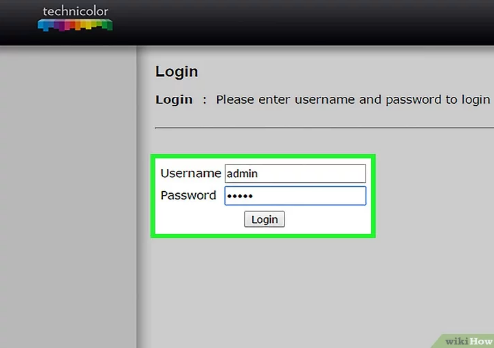 technicolor
Login
Login : Please enter username and password to login
Username admin
Password •••••
Login
wikiHow